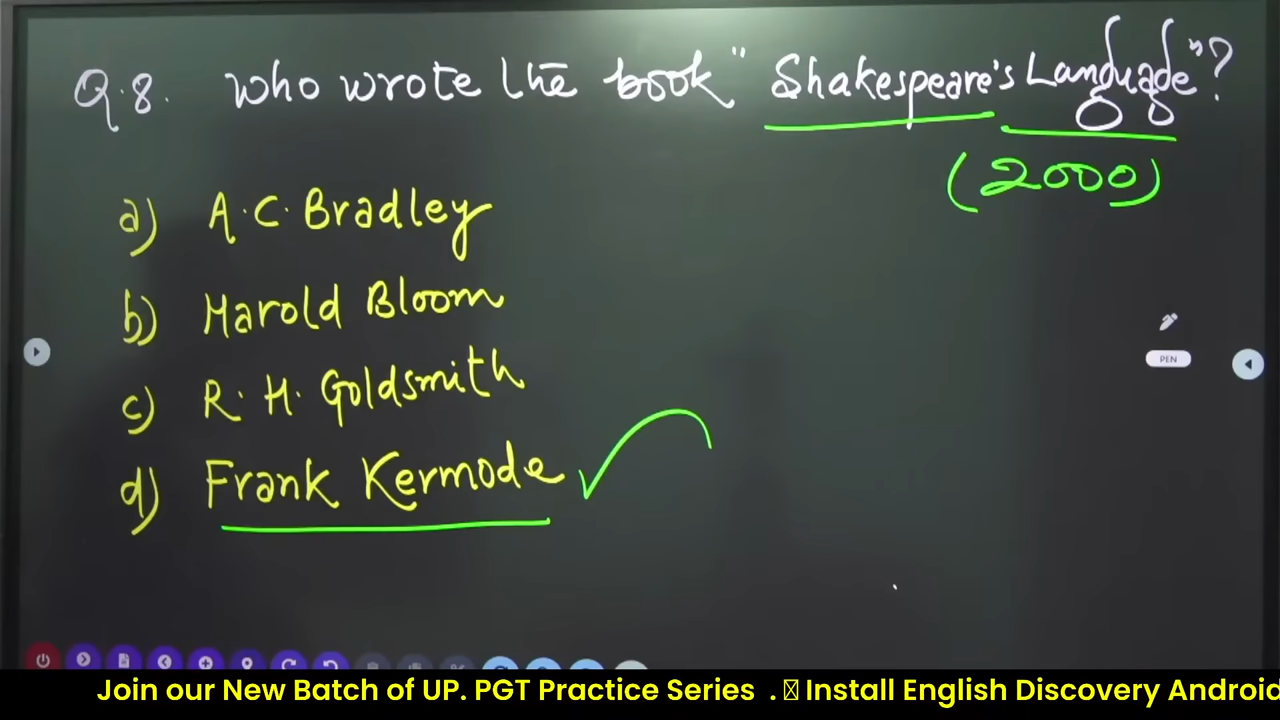 Q.8. who wrote the book "Shakespeare's Language"?
(2000)
a) A.C. Bradley
b) Harold Bloom
c) R.H. Goldsmith
d) Frank Kermode
PEN
Join our New Batch of UP. PGT Practice Series . Install English Discovery Android